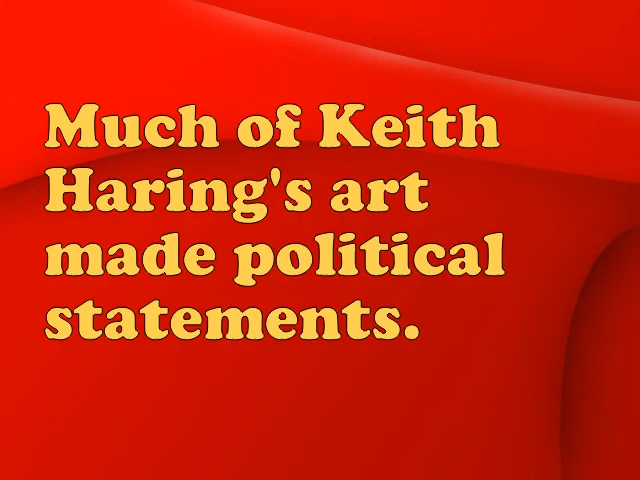 Much of Keith
Haring's art
made political
statements.